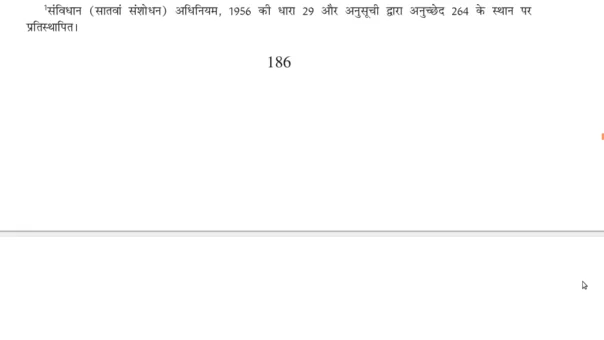 ¹संविधान (सातवां संशोधन) अधिनियम, 1956 की धारा 29 और अनुसूची द्वारा अनुच्छेद 264 के स्थान पर
प्रतिस्थापित।
186